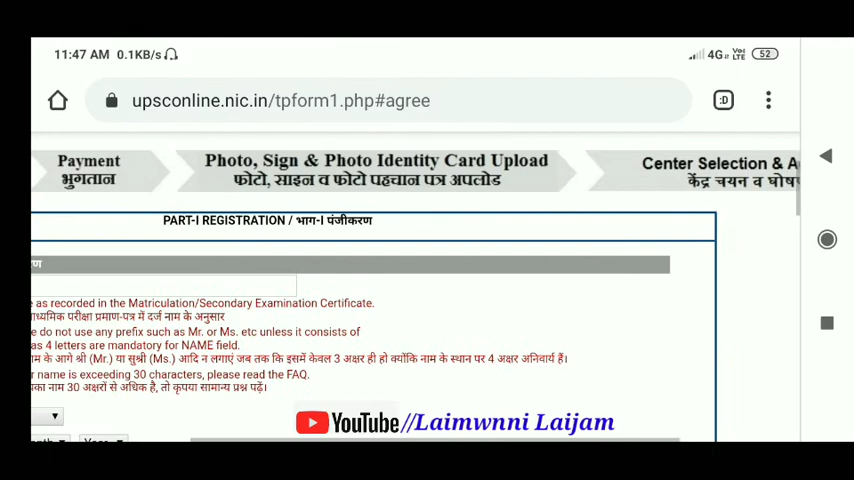 11:47 AM 0.1KB/s 4G VoLTE 52
upsconline.nic.in/tpform1.php#agree :D
Payment Photo, Sign & Photo Identity Card Upload Center Selection & A
भुगतान फोटो, साइन व फोटो पहचान पत्र अपलोड केंद्र चयन व घोष
PART-I REGISTRATION / भाग-I पंजीकरण
रण
e as recorded in the Matriculation/Secondary Examination Certificate.
ाध्यमिक परीक्षा प्रमाण-पत्र में दर्ज नाम के अनुसार
e do not use any prefix such as Mr. or Ms. etc unless it consists of
as 4 letters are mandatory for NAME field.
ाम के आगे श्री (Mr.) या सुश्री (Ms.) आदि न लगाएं जब तक कि इसमें केवल 3 अक्षर ही हो क्योंकि नाम के स्थान पर 4 अक्षर अनिवार्य हैं।
r name is exceeding 30 characters, please read the FAQ.
पका नाम 30 अक्षरों से अधिक है, तो कृपया सामान्य प्रश्न पढ़ें।
YouTube//Laimwnni Laijam
onth Year